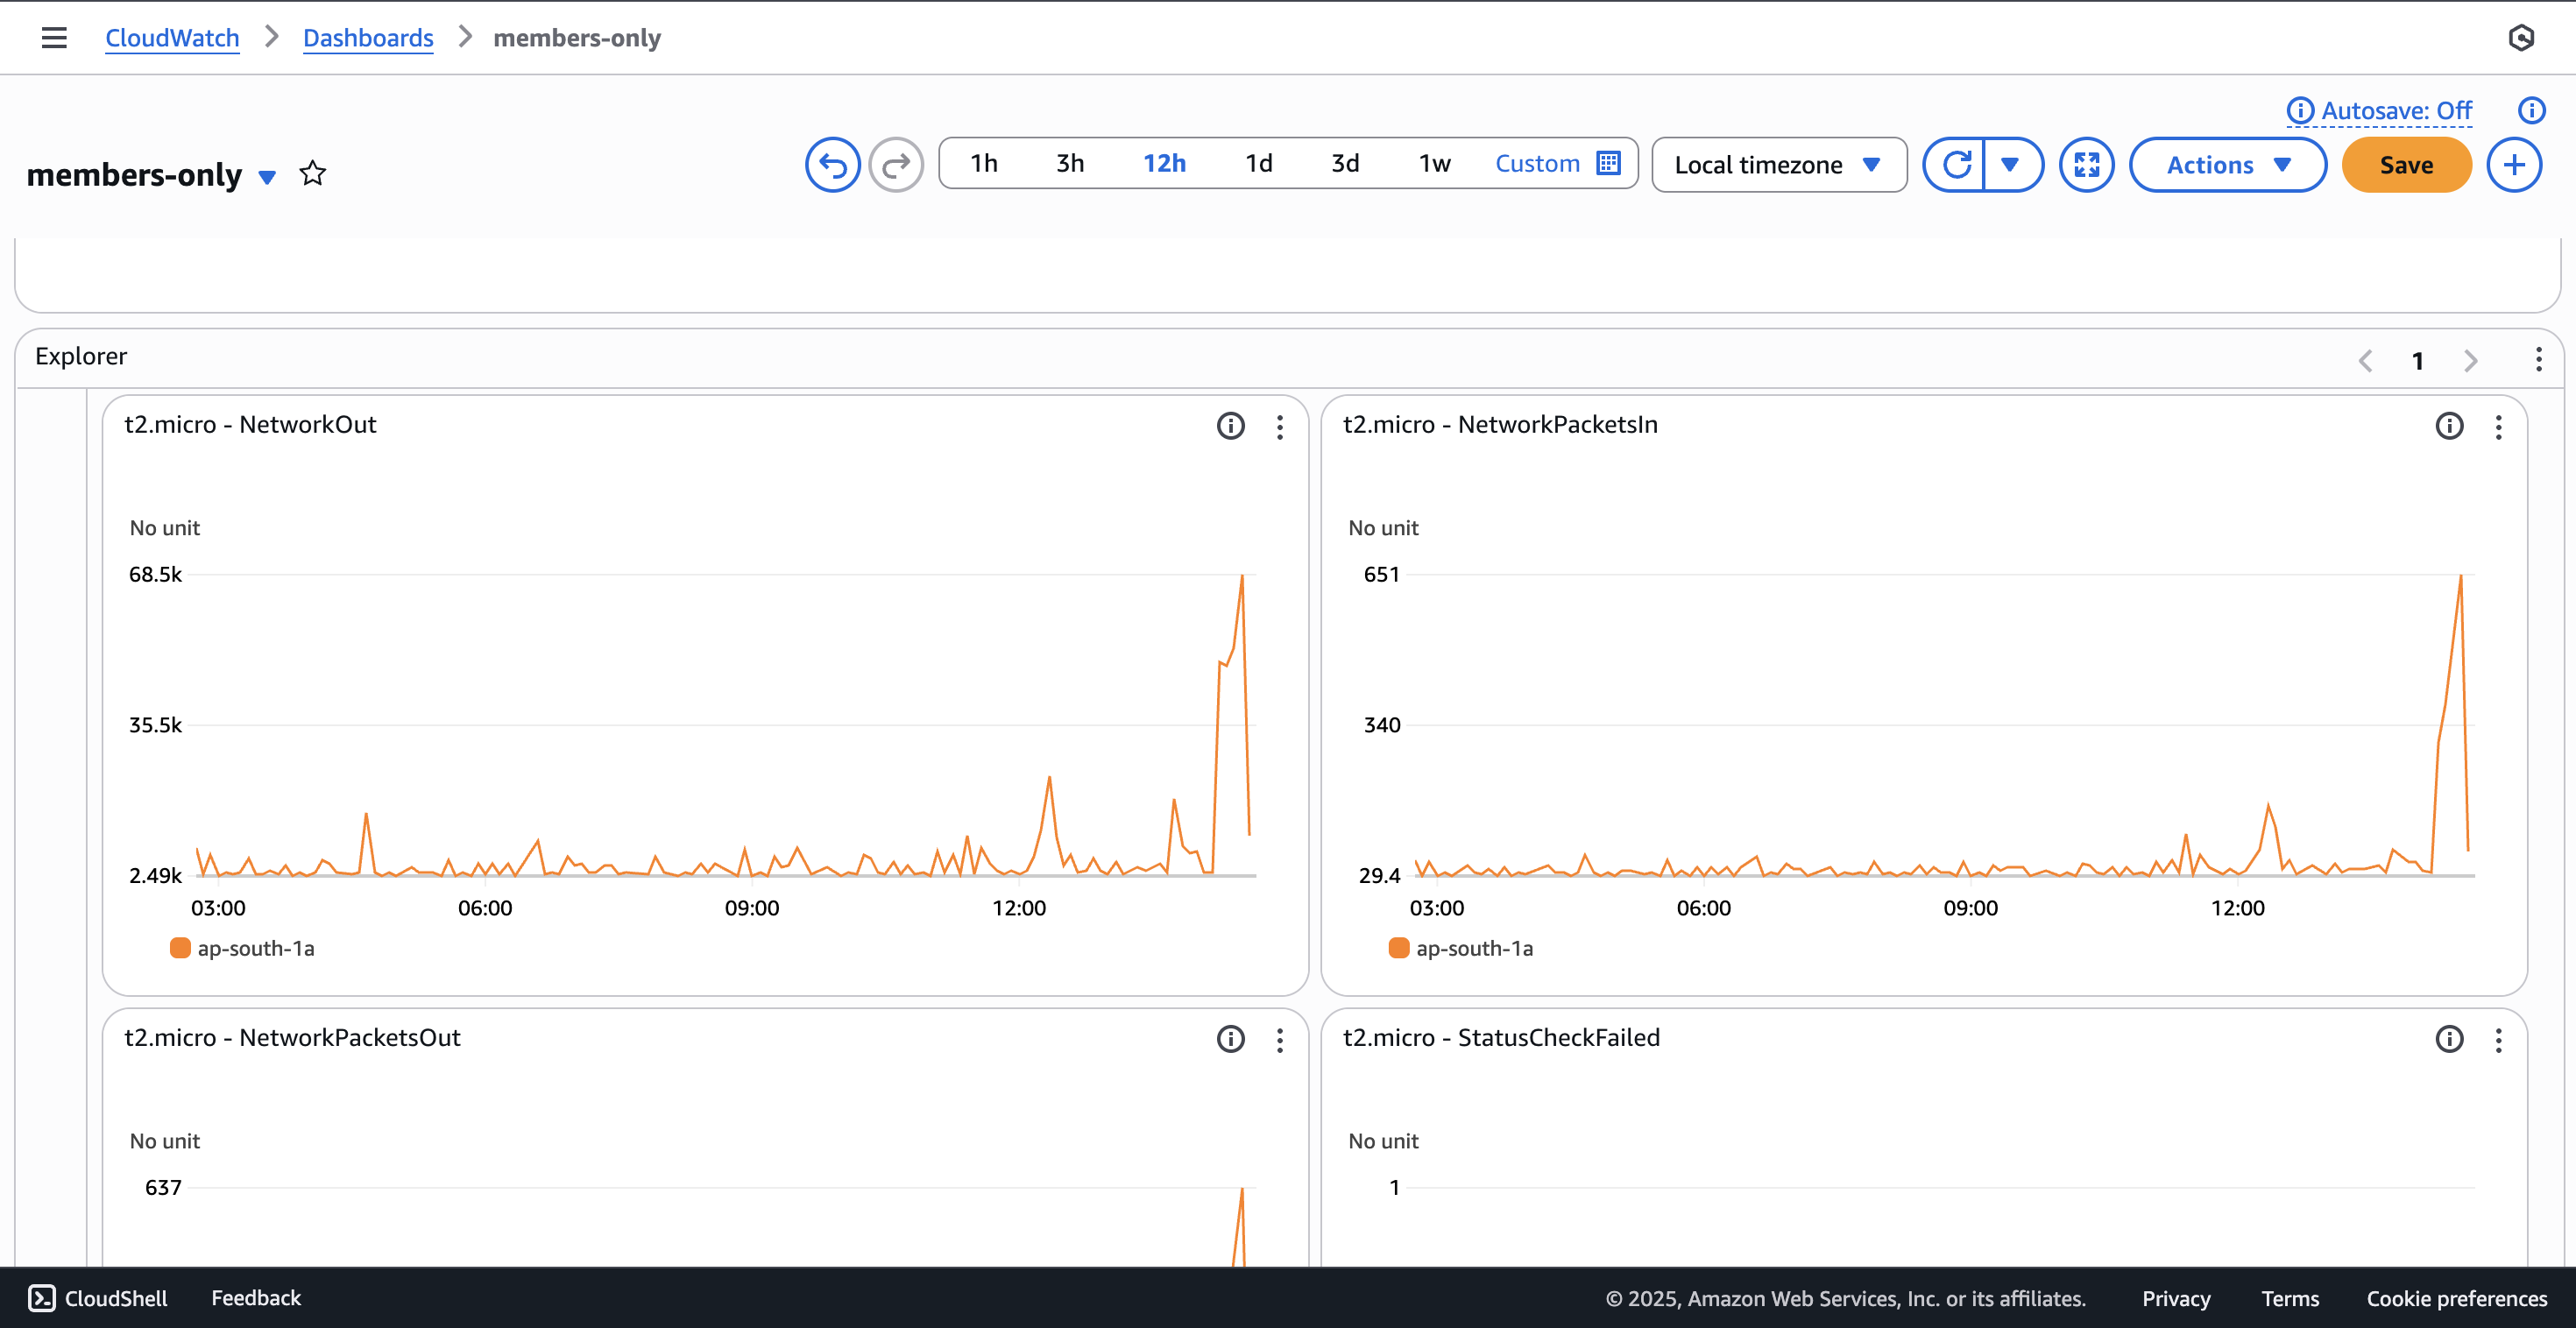 CloudWatch > Dashboards > members-only
Autosave: Off
members-only
1h 3h 12h 1d 3d 1w Custom
Local timezone
Actions
Save
Explorer
1
t2.micro - NetworkOut
No unit
68.5k
35.5k
2.49k
03:00 06:00 09:00 12:00
ap-south-1a
t2.micro - NetworkPacketsIn
No unit
651
340
29.4
03:00 06:00 09:00 12:00
ap-south-1a
t2.micro - NetworkPacketsOut
No unit
637
t2.micro - StatusCheckFailed
No unit
1
CloudShell Feedback © 2025, Amazon Web Services, Inc. or its affiliates. Privacy Terms Cookie preferences